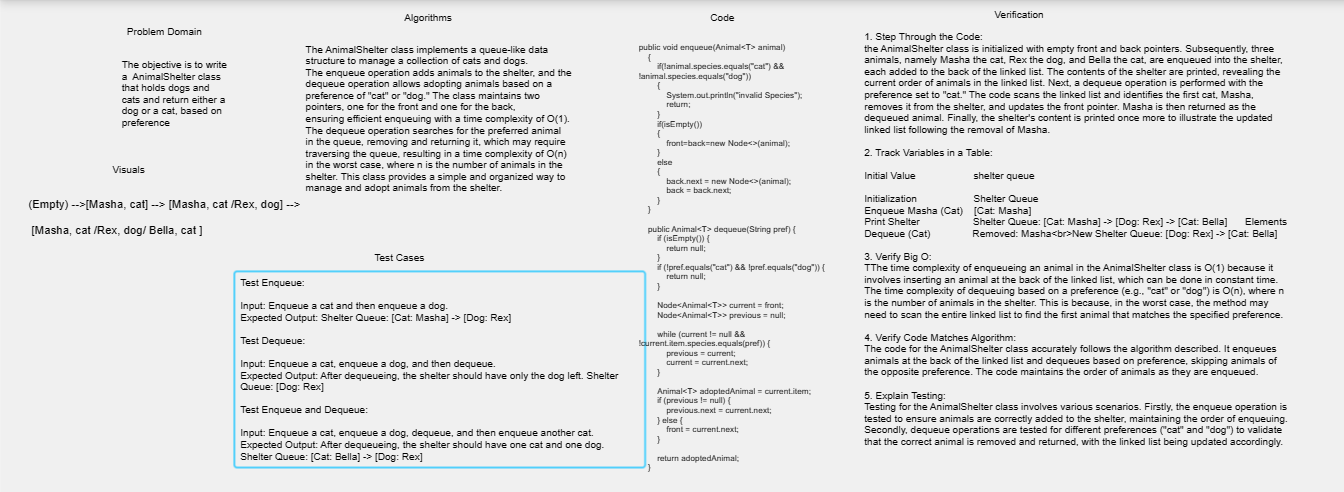 Problem Domain
The objective is to write
a  AnimalShelter class
that holds dogs and
cats and return either a
dog or a cat, based on
preference
Visuals
(Empty) -->[Masha, cat] --> [Masha, cat /Rex, dog] -->
[Masha, cat /Rex, dog/ Bella, cat ]
Algorithms
The AnimalShelter class implements a queue-like data
structure to manage a collection of cats and dogs.
The enqueue operation adds animals to the shelter, and the
dequeue operation allows adopting animals based on a
preference of "cat" or "dog." The class maintains two
pointers, one for the front and one for the back,
ensuring efficient enqueuing with a time complexity of O(1).
The dequeue operation searches for the preferred animal
in the queue, removing and returning it, which may require
traversing the queue, resulting in a time complexity of O(n)
in the worst case, where n is the number of animals in the
shelter. This class provides a simple and organized way to
manage and adopt animals from the shelter.
Test Cases
Test Enqueue:
Input: Enqueue a cat and then enqueue a dog.
Expected Output: Shelter Queue: [Cat: Masha] -> [Dog: Rex]
Test Dequeue:
Input: Enqueue a cat, enqueue a dog, and then dequeue.
Expected Output: After dequeueing, the shelter should have only the dog left. Shelter
Queue: [Dog: Rex]
Test Enqueue and Dequeue:
Input: Enqueue a cat, enqueue a dog, dequeue, and then enqueue another cat.
Expected Output: After dequeueing, the shelter should have one cat and one dog.
Shelter Queue: [Cat: Bella] -> [Dog: Rex]
Code
public void enqueue(Animal<T> animal)
{
if(!animal.species.equals("cat") &&
!animal.species.equals("dog"))
{
System.out.println("invalid Species");
return;
}
if(isEmpty())
{
front=back=new Node<>(animal);
}
else
{
back.next = new Node<>(animal);
back = back.next;
}
}
public Animal<T> dequeue(String pref) {
if (isEmpty()) {
return null;
}
if (!pref.equals("cat") && !pref.equals("dog")) {
return null;
}
Node<Animal<T>> current = front;
Node<Animal<T>> previous = null;
while (current != null &&
!current.item.species.equals(pref)) {
previous = current;
current = current.next;
}
Animal<T> adoptedAnimal = current.item;
if (previous != null) {
previous.next = current.next;
} else {
front = current.next;
}
return adoptedAnimal;
}
Verification
1. Step Through the Code:
the AnimalShelter class is initialized with empty front and back pointers. Subsequently, three
animals, namely Masha the cat, Rex the dog, and Bella the cat, are enqueued into the shelter,
each added to the back of the linked list. The contents of the shelter are printed, revealing the
current order of animals in the linked list. Next, a dequeue operation is performed with the
preference set to "cat." The code scans the linked list and identifies the first cat, Masha,
removes it from the shelter, and updates the front pointer. Masha is then returned as the
dequeued animal. Finally, the shelter's content is printed once more to illustrate the updated
linked list following the removal of Masha.
2. Track Variables in a Table:
Initial Value shelter queue
Initialization Shelter Queue
Enqueue Masha (Cat) [Cat: Masha]
Print Shelter Shelter Queue: [Cat: Masha] -> [Dog: Rex] -> [Cat: Bella] Elements
Dequeue (Cat) Removed: Masha<br>New Shelter Queue: [Dog: Rex] -> [Cat: Bella]
3. Verify Big O:
TThe time complexity of enqueueing an animal in the AnimalShelter class is O(1) because it
involves inserting an animal at the back of the linked list, which can be done in constant time.
The time complexity of dequeuing based on a preference (e.g., "cat" or "dog") is O(n), where n
is the number of animals in the shelter. This is because, in the worst case, the method may
need to scan the entire linked list to find the first animal that matches the specified preference.
4. Verify Code Matches Algorithm:
The code for the AnimalShelter class accurately follows the algorithm described. It enqueues
animals at the back of the linked list and dequeues based on preference, skipping animals of
the opposite preference. The code maintains the order of animals as they are enqueued.
5. Explain Testing:
Testing for the AnimalShelter class involves various scenarios. Firstly, the enqueue operation is
tested to ensure animals are correctly added to the shelter, maintaining the order of enqueuing.
Secondly, dequeue operations are tested for different preferences ("cat" and "dog") to validate
that the correct animal is removed and returned, with the linked list being updated accordingly.